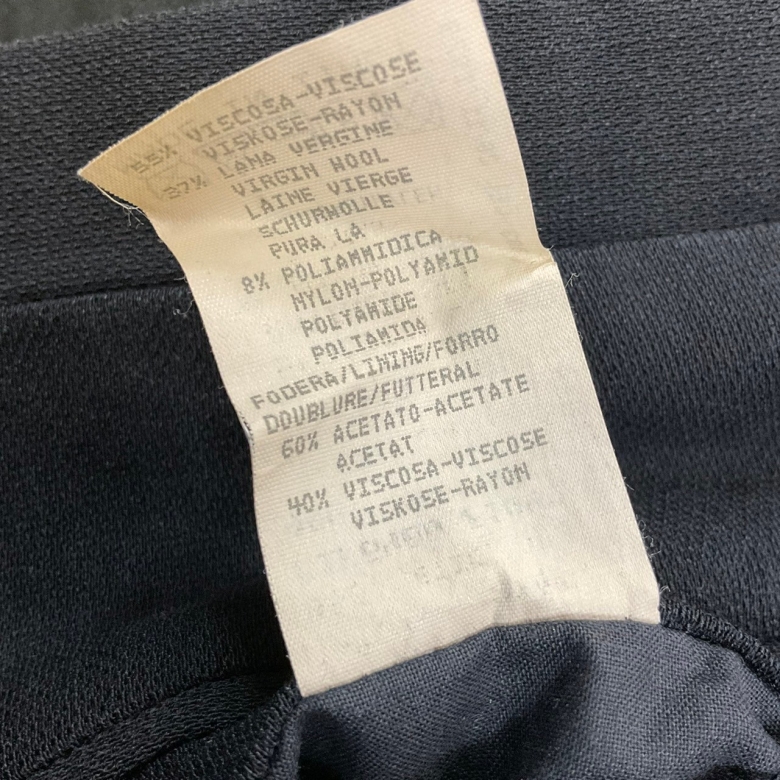 55% VISCOSA-VISCOSE
VISKOSE-RAYON
37% LANA VERGINE
VIRGIN WOOL
LAINE VIERGE
SCHURWOLLE
PURA LA
8% POLIAMMIDICA
NYLON-POLYAMID
POLYAMIDE
POLIAMIDA
FODERA/LINING/FORRO
DOUBLURE/FUTTERAL
60% ACETATO-ACETATE
ACETAT
40% VISCOSA-VISCOSE
VISKOSE-RAYON